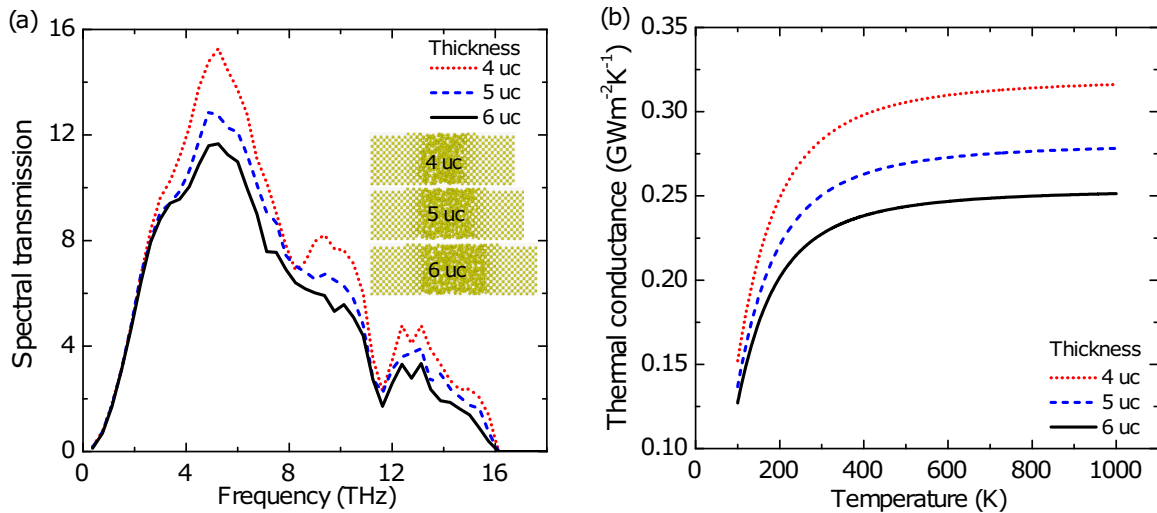 (a)
16
12
8
4
0
Spectral transmission
Thickness
4 uc
5 uc
6 uc
4 uc
5 uc
6 uc
0 4 8 12 16
Frequency (THz)
(b)
0.35
0.30
0.25
0.20
0.15
0.10
Thermal conductance (GWm⁻²K⁻¹)
Thickness
4 uc
5 uc
6 uc
0 200 400 600 800 1000
Temperature (K)